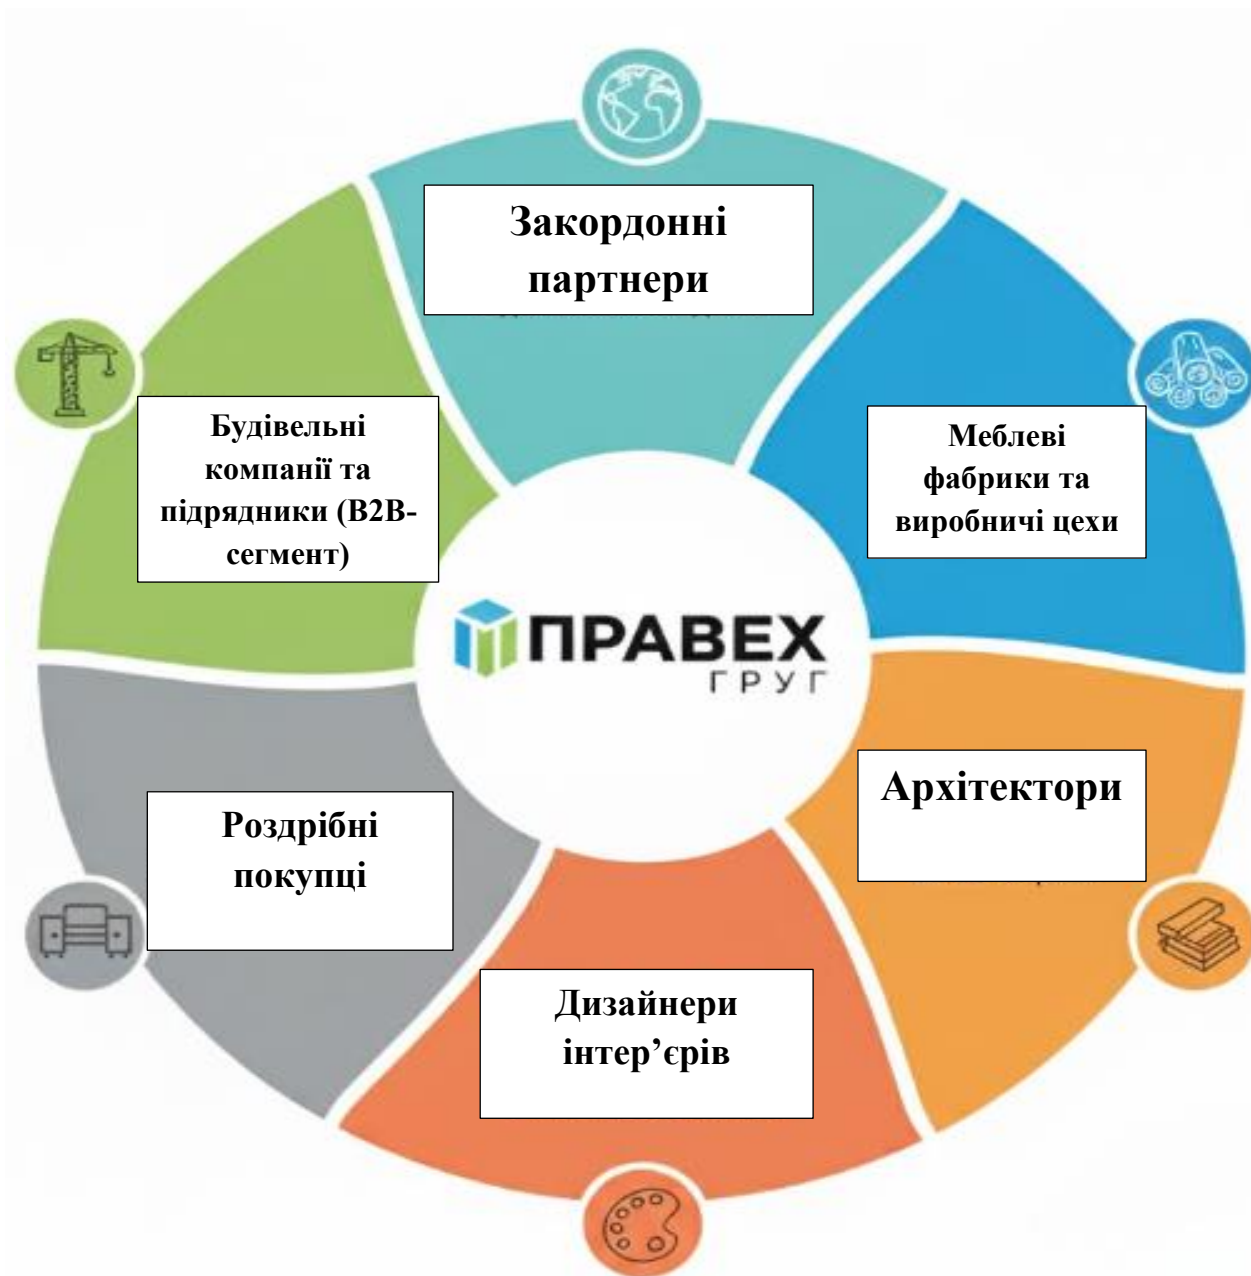 Закордонні
партнери
Меблеві
фабрики та
виробничі цехи
Будівельні
компанії та
підрядники (В2В-
сегмент)
ПРАВЕХ
ГРУГ
Архітектори
Роздрібні
покупці
Дизайнери
інтер’єрів